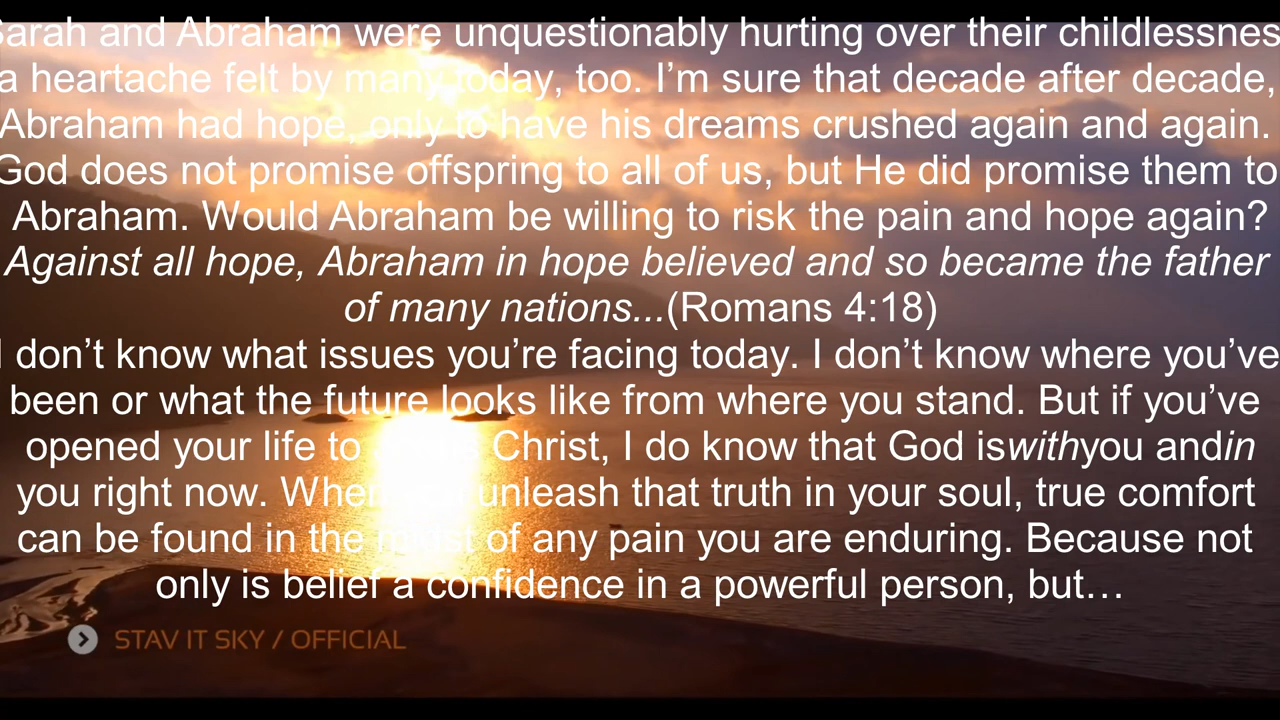 Sarah and Abraham were unquestionably hurting over their childlessnes
a heartache felt by many today, too. I’m sure that decade after decade,
Abraham had hope, only to have his dreams crushed again and again.
God does not promise offspring to all of us, but He did promise them to
Abraham. Would Abraham be willing to risk the pain and hope again?
Against all hope, Abraham in hope believed and so became the father
of many nations...(Romans 4:18)
I don’t know what issues you’re facing today. I don’t know where you’ve
been or what the future looks like from where you stand. But if you’ve
opened your life to Christ, I do know that God iswithyou andin
you right now. When you unleash that truth in your soul, true comfort
can be found in the midst of any pain you are enduring. Because not
only is belief a confidence in a powerful person, but…
STAV IT SKY / OFFICIAL